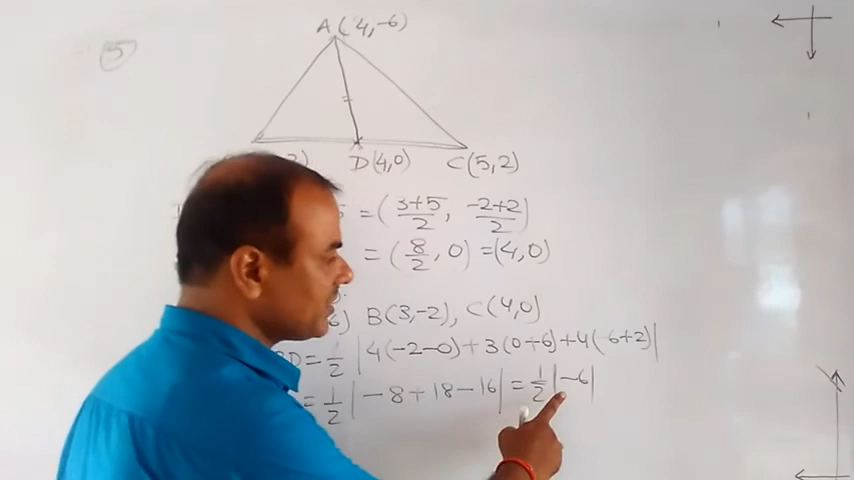 5
A(4,-6)
D(4,0) C(5,2)
= (3+5/2, -2+2/2)
= (8/2, 0) = (4,0)
6) B(3,-2), C(4,0)
D = 1/2 |4(-2-0)+3(0+6)+4(-6+2)|
= 1/2 |-8+18-16| = 1/2 |-6|